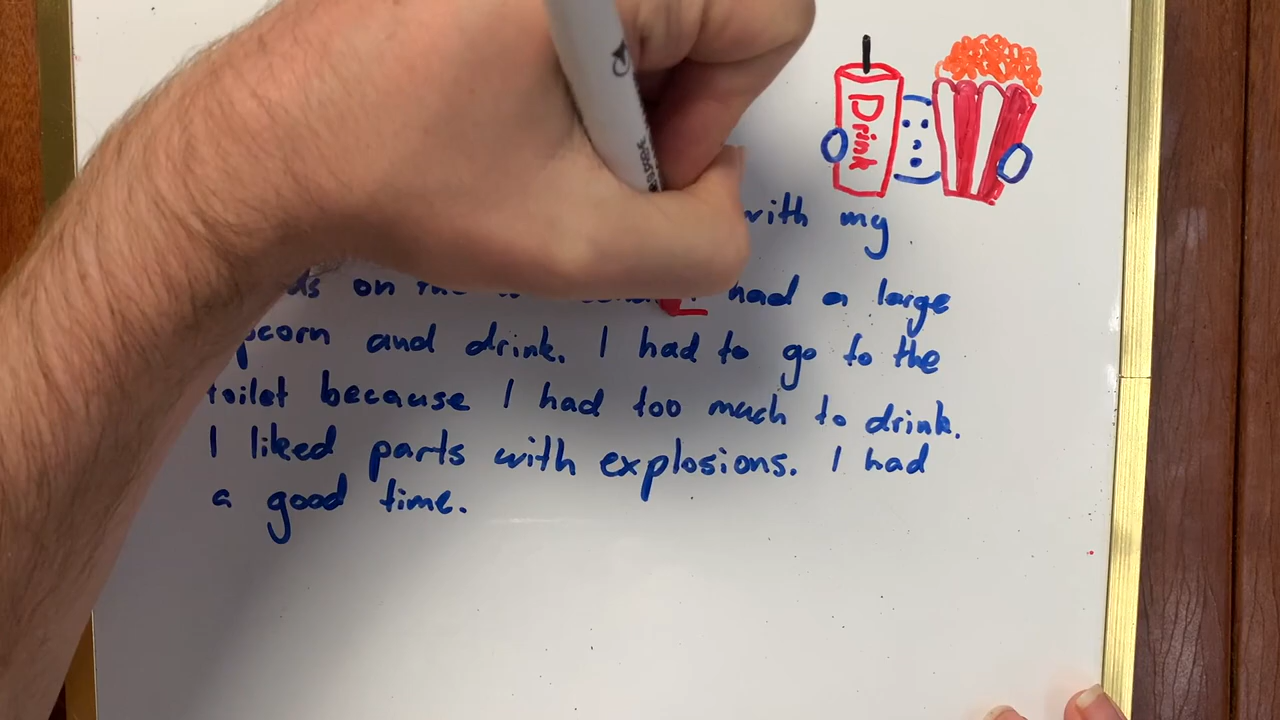 Drink
with my
on the had a large
and drink. I had to go to the
toilet because I had too much to drink.
I liked parts with explosions. I had
a good time.